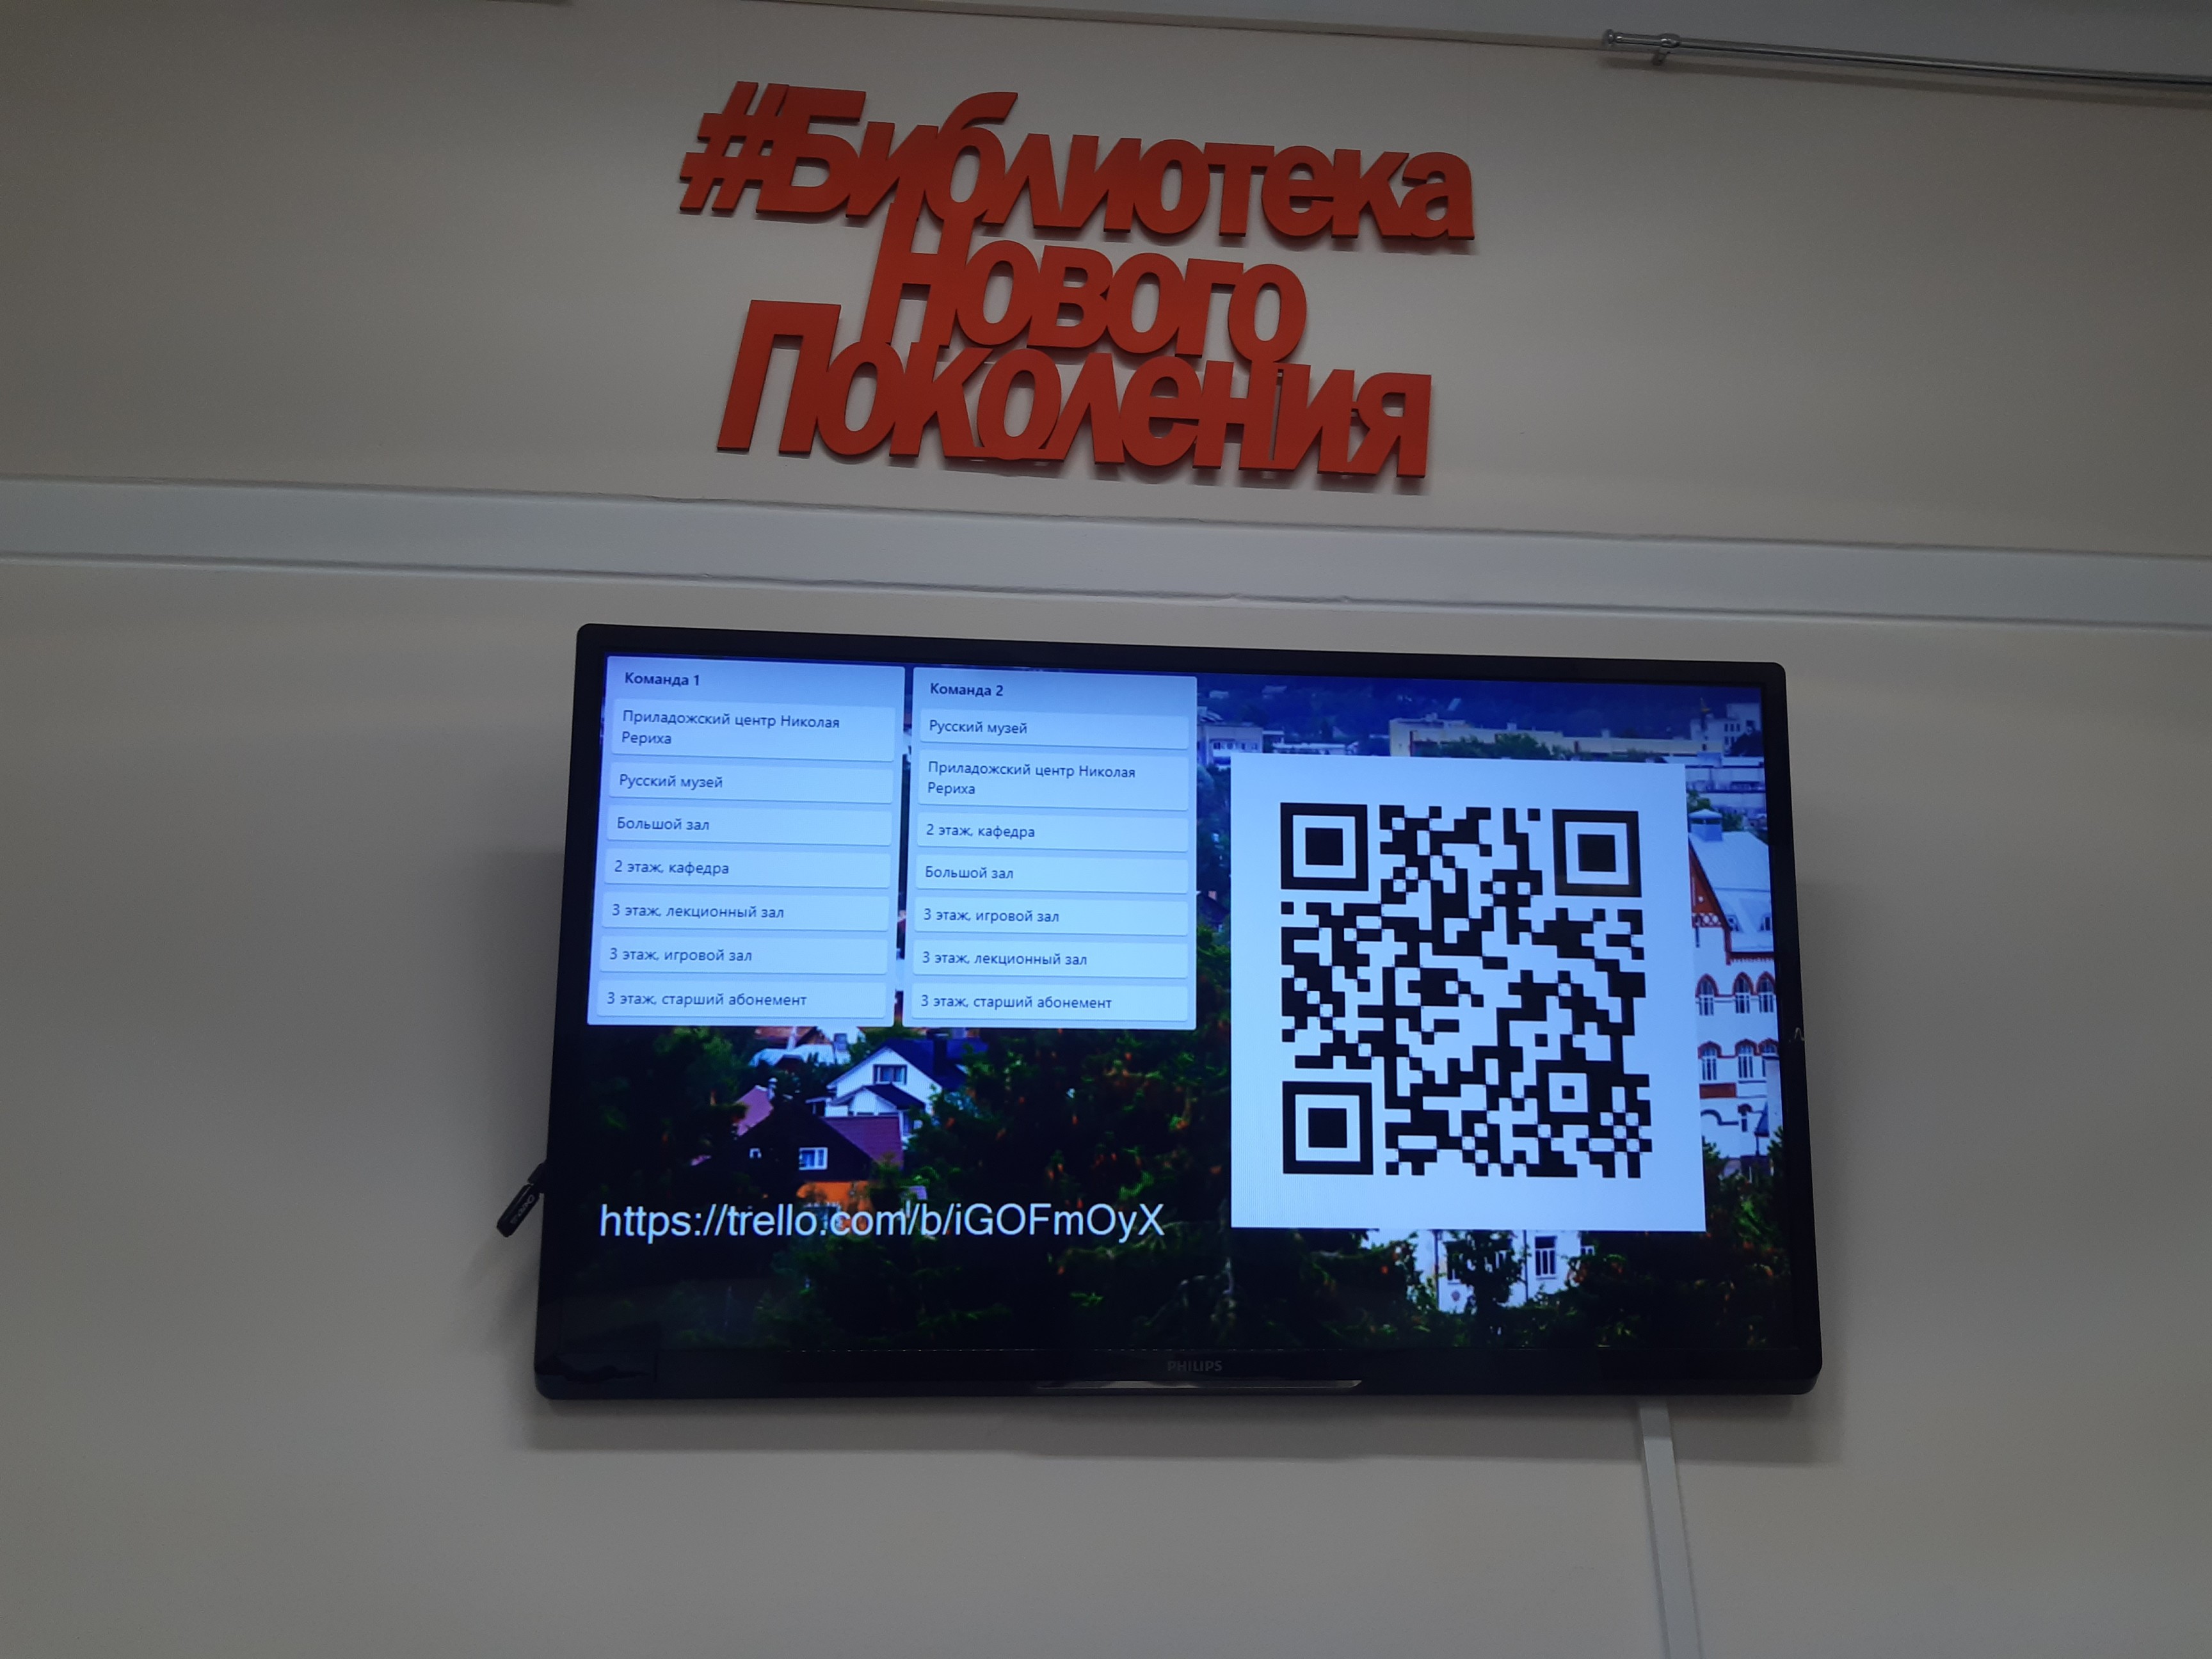 #Библиотека
Нового
Поколения
Команда 1
Приладожский центр Николая
Рериха
Русский музей
Большой зал
2 этаж, кафедра
3 этаж, лекционный зал
3 этаж, игровой зал
3 этаж, старший абонемент
Команда 2
Русский музей
Приладожский центр Николая
Рериха
2 этаж, кафедра
Большой зал
3 этаж, игровой зал
3 этаж, лекционный зал
3 этаж, старший абонемент
https://trello.com/b/iGOFmOyX
PHILIPS